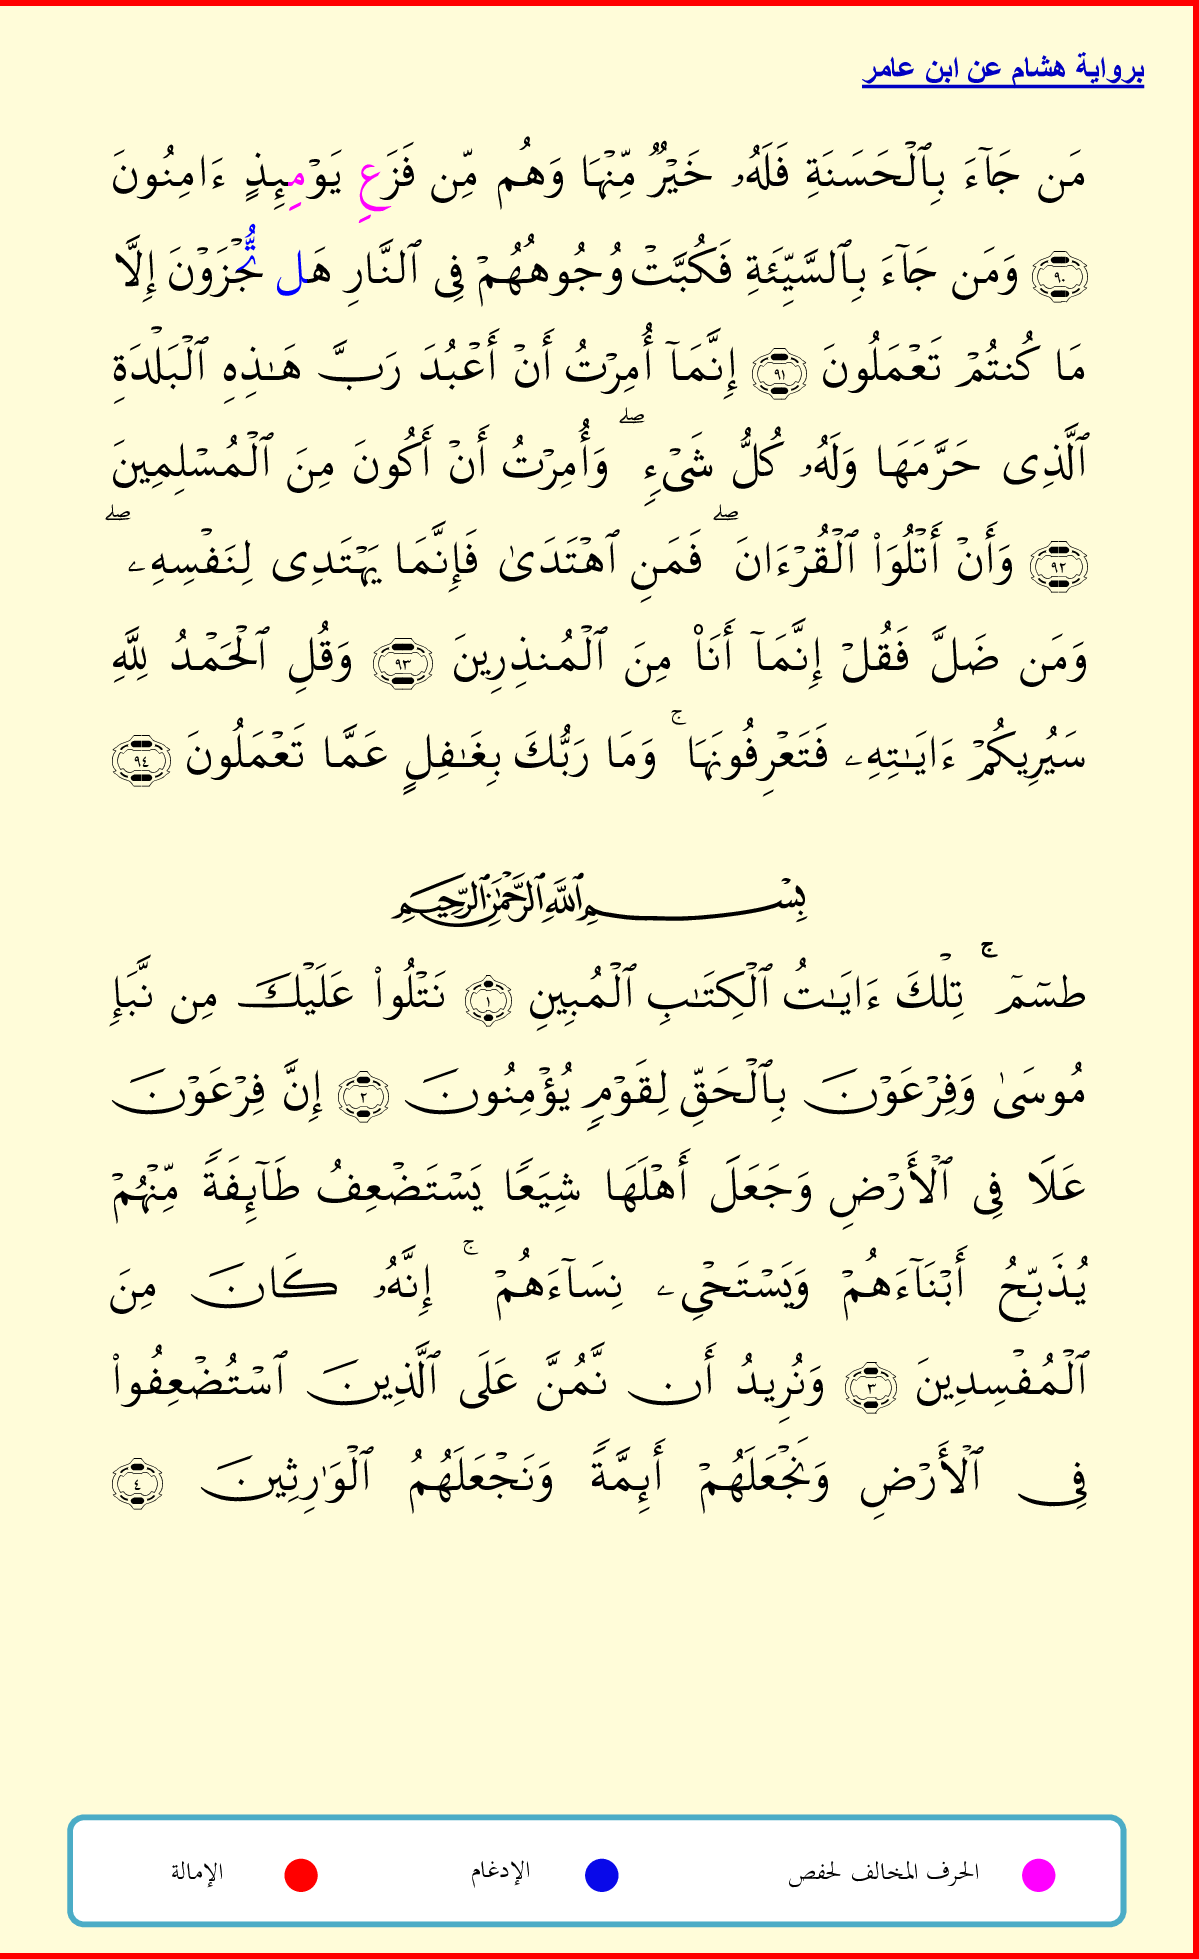 برواية هشام عن ابن عامر
مَن جَآءَ بِٱلْحَسَنَةِ فَلَهُۥ خَيْرٌ مِّنْهَا وَهُم مِّن فَزَعِ يَوْمِئِذٍ ءَامِنُونَ
٩٠ وَمَن جَآءَ بِٱلسَّيِّئَةِ فَكُبَّتْ وُجُوهُهُمْ فِى ٱلنَّارِ هَل تُّجْزَوْنَ إِلَّا
مَا كُنتُمْ تَعْمَلُونَ ٩١ إِنَّمَآ أُمِرْتُ أَنْ أَعْبُدَ رَبَّ هَـٰذِهِ ٱلْبَلْدَةِ
ٱلَّذِى حَرَّمَهَا وَلَهُۥ كُلُّ شَىْءٍ ۖ وَأُمِرْتُ أَنْ أَكُونَ مِنَ ٱلْمُسْلِمِينَ
٩٢ وَأَنْ أَتْلُوَا۟ ٱلْقُرْءَانَ ۖ فَمَنِ ٱهْتَدَىٰ فَإِنَّمَا يَهْتَدِى لِنَفْسِهِۦ ۖ
وَمَن ضَلَّ فَقُلْ إِنَّمَآ أَنَا۠ مِنَ ٱلْمُنذِرِينَ ٩٣ وَقُلِ ٱلْحَمْدُ لِلَّهِ
سَيُرِيكُمْ ءَايَـٰتِهِۦ فَتَعْرِفُونَهَا ۚ وَمَا رَبُّكَ بِغَـٰفِلٍ عَمَّا تَعْمَلُونَ ٩٤
بِسْمِ ٱللَّهِ ٱلرَّحْمَـٰنِ ٱلرَّحِيمِ
طسٓمٓ ۚ تِلْكَ ءَايَـٰتُ ٱلْكِتَـٰبِ ٱلْمُبِينِ ١ نَتْلُوا۟ عَلَيْكَ مِن نَّبَإِ
مُوسَىٰ وَفِرْعَوْنَ بِٱلْحَقِّ لِقَوْمٍ يُؤْمِنُونَ ٢ إِنَّ فِرْعَوْنَ
عَلَا فِى ٱلْأَرْضِ وَجَعَلَ أَهْلَهَا شِيَعًا يَسْتَضْعِفُ طَآئِفَةً مِّنْهُمْ
يُذَبِّحُ أَبْنَآءَهُمْ وَيَسْتَحْىِۦ نِسَآءَهُمْ ۚ إِنَّهُۥ كَانَ مِنَ
ٱلْمُفْسِدِينَ ٣ وَنُرِيدُ أَن نَّمُنَّ عَلَى ٱلَّذِينَ ٱسْتُضْعِفُوا۟
فِى ٱلْأَرْضِ وَنَجْعَلَهُمْ أَئِمَّةً وَنَجْعَلَهُمُ ٱلْوَٰرِثِينَ ٤
الحرف المخالف لحفص الإدغام الإمالة